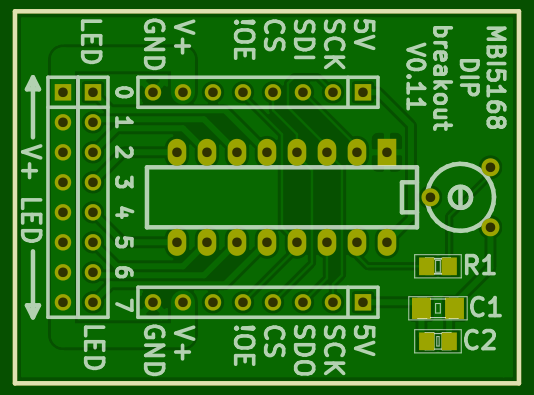 LED
GND
V+
!OE
CS
SDI
SCK
5V
MBI5168
DIP
breakout
V0.11
0
1
2
3
4
5
6
7
V+ LED
R1
C1
C2
LED
GND
V+
!OE
CS
SDO
SCK
5V